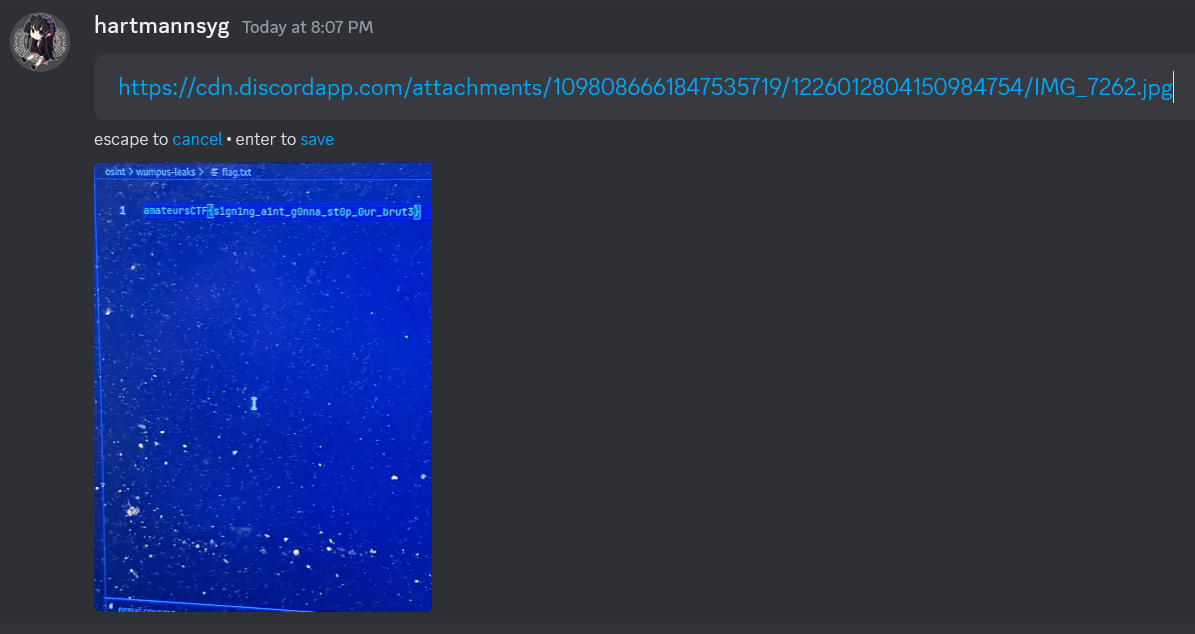 hartmannsyg Today at 8:07 PM
https://cdn.discordapp.com/attachments/1098086661847535719/1226012804150984754/IMG_7262.jpg
escape to cancel • enter to save
osint > wumpus-leaks > flag.txt
1 amateursCTF{s1gn1ng_a1nt_g0nna_st0p_0ur_brut3}